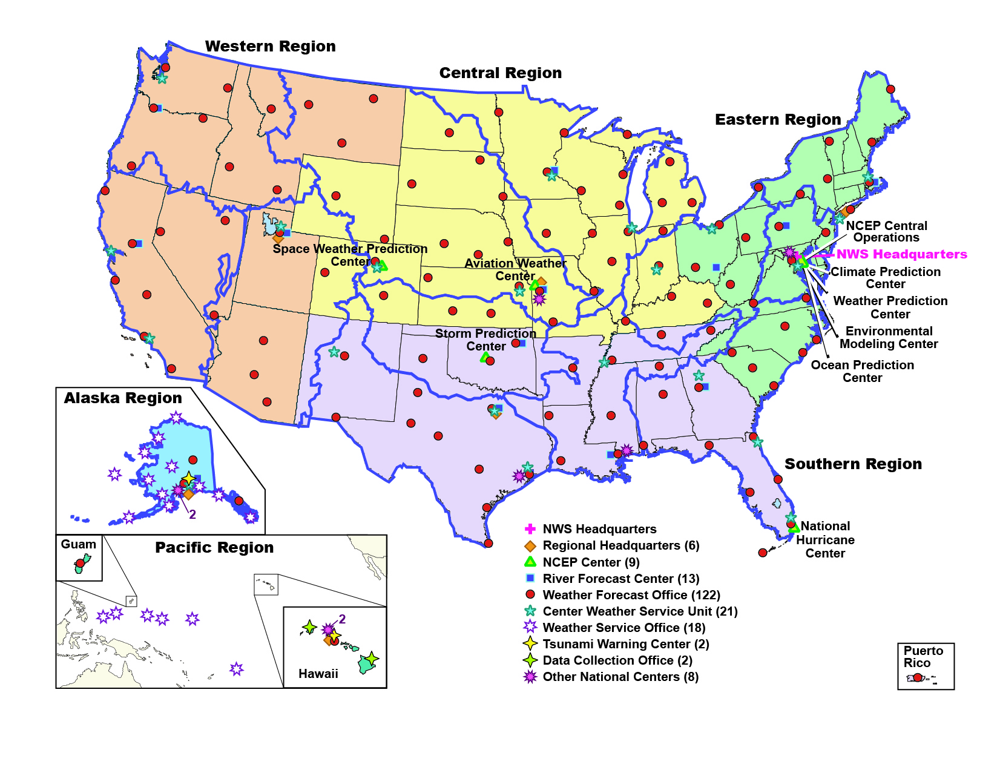 Western Region
Central Region
Eastern Region
NCEP Central
Operations
NWS Headquarters
Climate Prediction
Center
Weather Prediction
Center
Environmental
Modeling Center
Ocean Prediction
Center
Space Weather Prediction
Center
Aviation Weather
Center
Storm Prediction
Center
Alaska Region
2
Southern Region
National
Hurricane
Center
Guam
Pacific Region
2
Hawaii
NWS Headquarters
Regional Headquarters (6)
NCEP Center (9)
River Forecast Center (13)
Weather Forecast Office (122)
Center Weather Service Unit (21)
Weather Service Office (18)
Tsunami Warning Center (2)
Data Collection Office (2)
Other National Centers (8)
Puerto
Rico